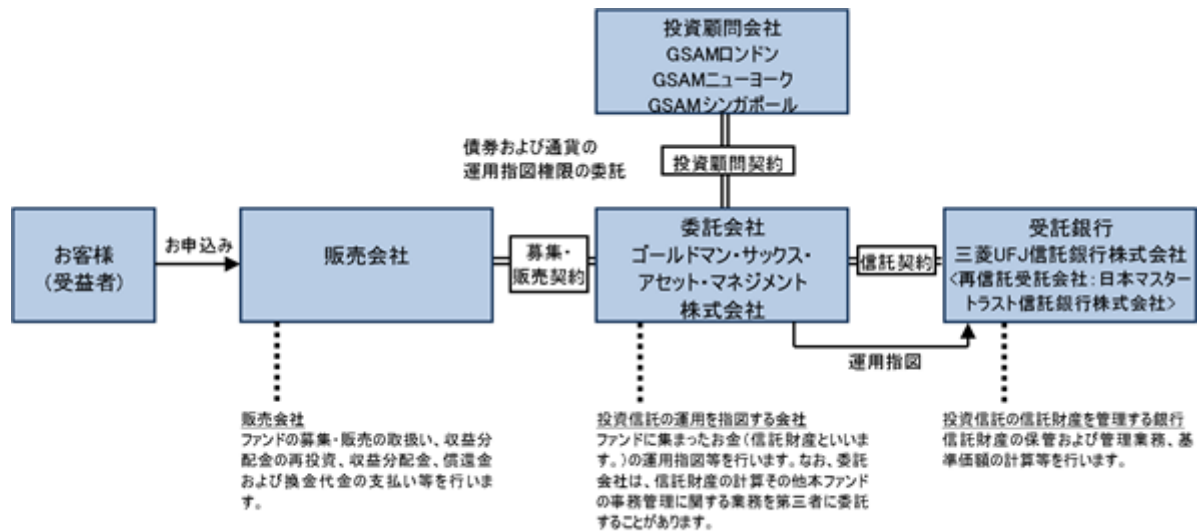 投資顧問会社
GSAMロンドン
GSAMニューヨーク
GSAMシンガポール
債券および通貨の
運用指図権限の委託
投資顧問契約
お客様
(受益者)
お申込み
販売会社
募集・
販売契約
委託会社
ゴールドマン・サックス・
アセット・マネジメント
株式会社
信託契約
受託銀行
三菱UFJ信託銀行株式会社
<再信託受託会社:日本マスター
トラスト信託銀行株式会社>
運用指図
販売会社
ファンドの募集・販売の取扱い、収益分
配金の再投資、収益分配金、償還金
および換金代金の支払い等を行いま
す。
投資信託の運用を指図する会社
ファンドに集まったお金(信託財産といいま
す。)の運用指図等を行います。なお、委託
会社は、信託財産の計算その他本ファンド
の事務管理に関する業務を第三者に委託
することがあります。
投資信託の信託財産を管理する銀行
信託財産の保管および管理業務、基
準価額の計算等を行います。